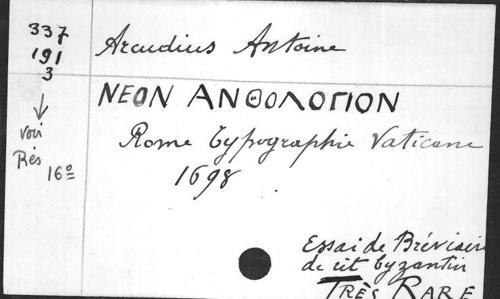 337
191
3
voir
Rés 16º
Arcudius Antoine
ΝΕΟΝ ΑΝΘΟΛΟΓΙΟΝ
Rome Typographie Vaticane
1698
Essai de Bréviaire
de rit byzantin
TRÈS RARE